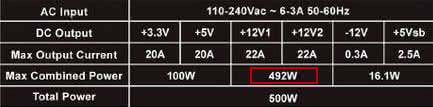 AC Input 110-240Vac ~ 6-3A 50-60Hz
DC Output +3.3V +5V +12V1 +12V2 -12V +5Vsb
Max Output Current 20A 20A 22A 22A 0.3A 2.5A
Max Combined Power 100W 492W 16.1W
Total Power 500W